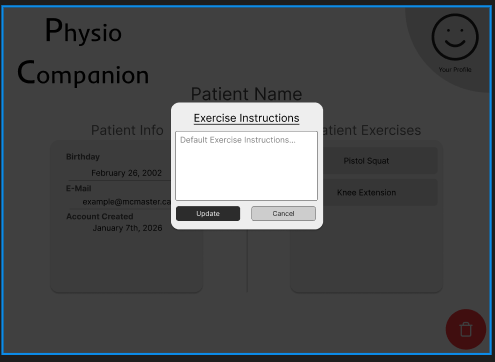 Physio
Companion
Your Profile
Patient Name
Patient Info
Birthday
February 26, 2002
E-Mail
example@mcmaster.ca
Account Created
January 7th, 2026
Exercise Instructions
Default Exercise Instructions...
Update
Cancel
atient Exercises
Pistol Squat
Knee Extension